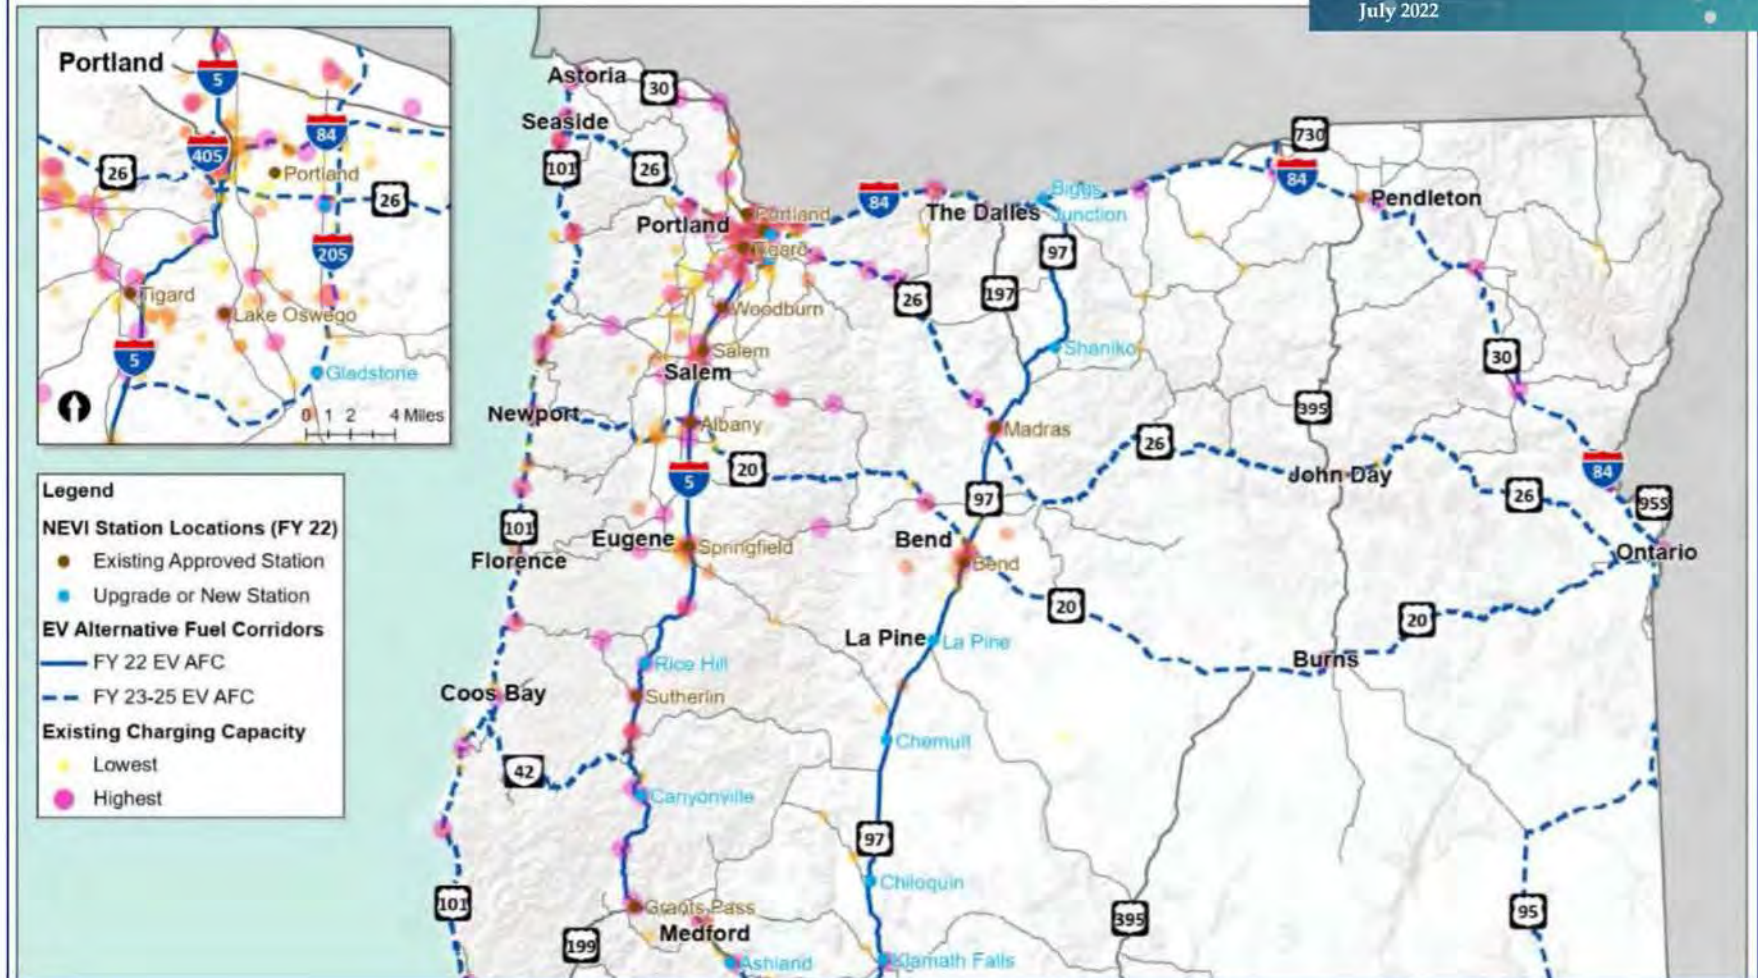 July 2022
Portland
5
84
405
26
Portland
26
205
Tigard
Lake Oswego
5
Gladstone
0 1 2 4 Miles
Legend
NEVI Station Locations (FY 22)
Existing Approved Station
Upgrade or New Station
EV Alternative Fuel Corridors
FY 22 EV AFC
FY 23-25 EV AFC
Existing Charging Capacity
Lowest
Highest
Astoria
30
Seaside
730
101
26
84
84
Biggs
Junction
Pendleton
The Dalles
Portland
Portland
Tigard
97
26
197
Woodburn
Shaniko
30
Salem
Salem
395
Newport
Albany
Madras
26
20
John Day
84
5
97
26
95S
101
Eugene
Springfield
Bend
Ontario
Florence
Bend
20
20
La Pine
La Pine
Rice Hill
Burns
Coos Bay
Sutherlin
Chemult
42
Canyonville
97
Chiloquin
101
Grants Pass
95
395
Medford
199
Ashland
Klamath Falls